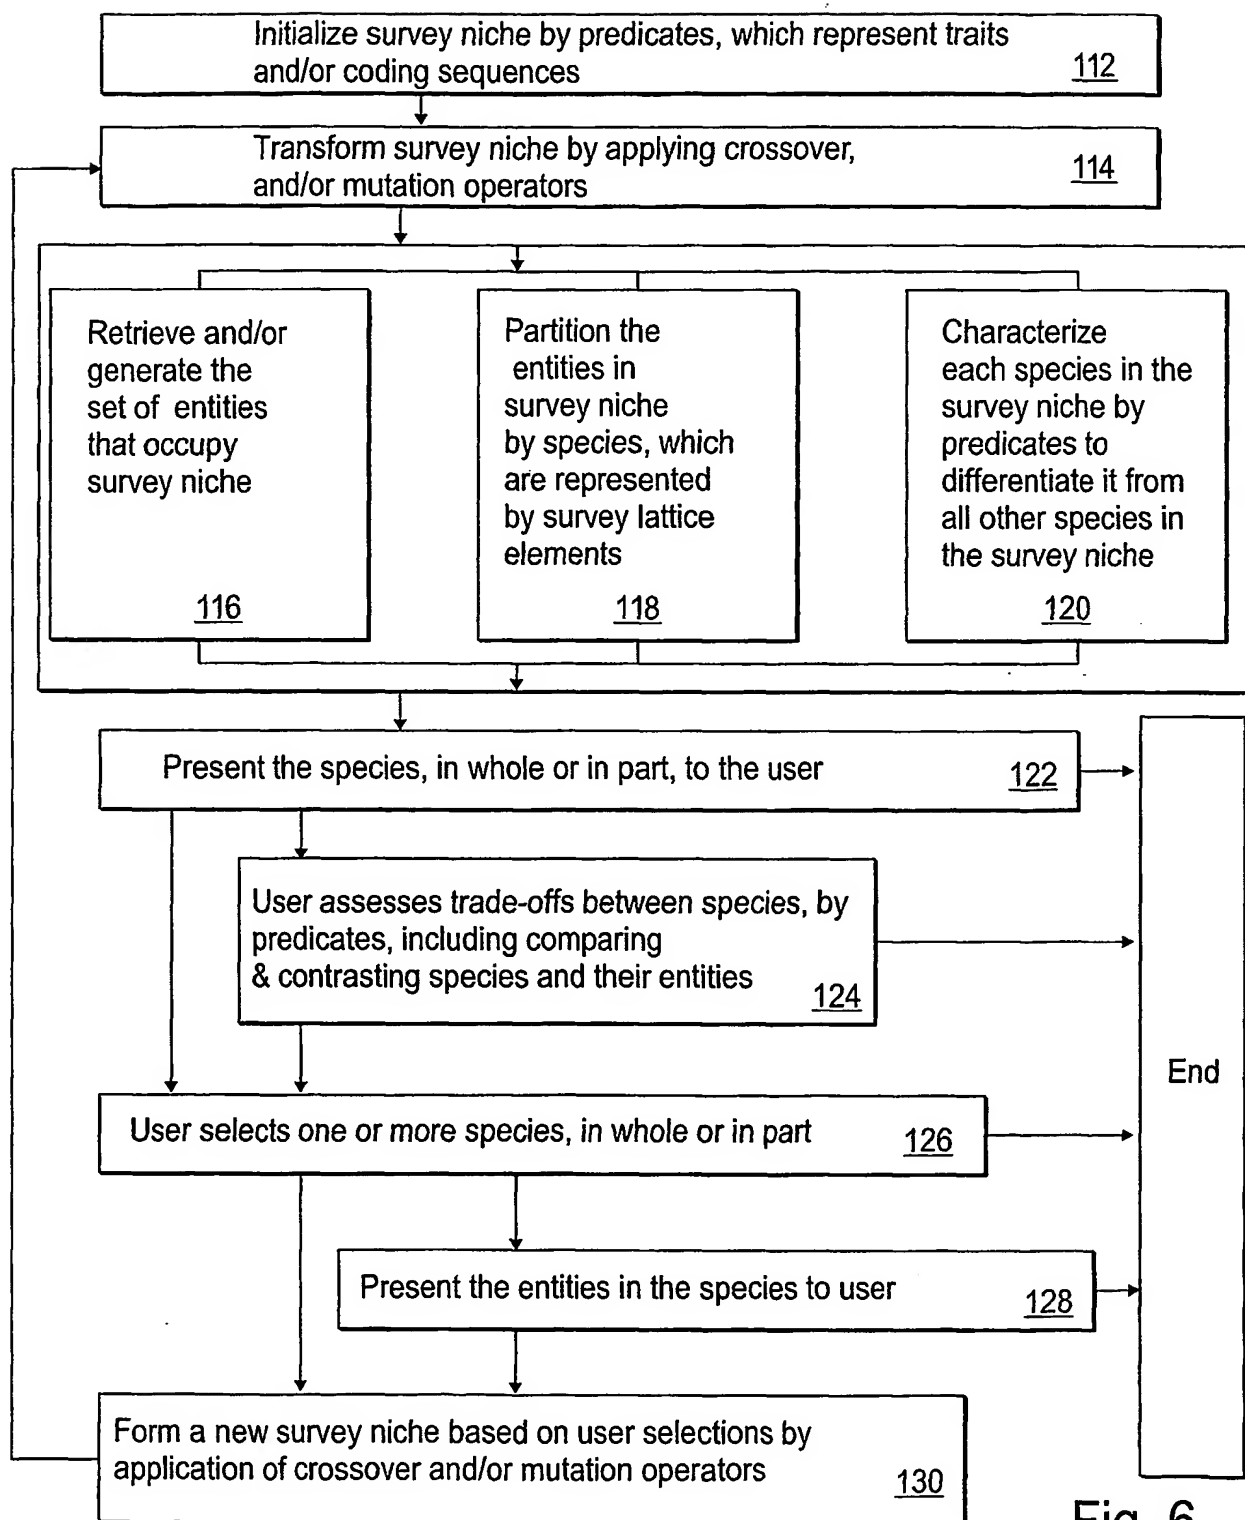 Initialize survey niche by predicates, which represent traits
and/or coding sequences
112
Transform survey niche by applying crossover,
and/or mutation operators
114
Retrieve and/or
generate the
set of entities
that occupy
survey niche
116
Partition the
entities in
survey niche
by species, which
are represented
by survey lattice
elements
118
Characterize
each species in the
survey niche by
predicates to
differentiate it from
all other species in
the survey niche
120
Present the species, in whole or in part, to the user
122
User assesses trade-offs between species, by
predicates, including comparing
& contrasting species and their entities
124
End
User selects one or more species, in whole or in part
126
Present the entities in the species to user
128
Form a new survey niche based on user selections by
application of crossover and/or mutation operators
130
Fig. 6